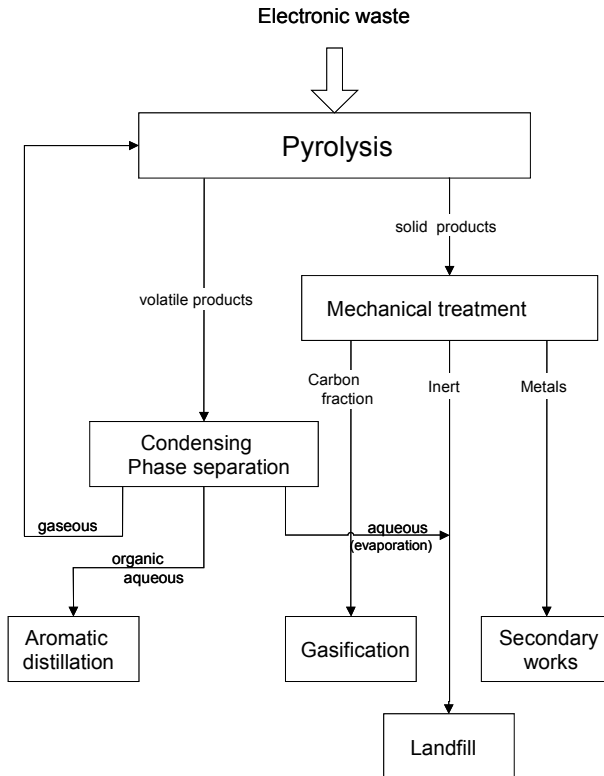 Electronic waste
Pyrolysis
solid products
volatile products
Mechanical treatment
Carbon
fraction
Inert
Metals
Condensing
Phase separation
gaseous
aqueous
(evaporation)
organic
aqueous
Aromatic
distillation
Gasification
Secondary
works
Landfill